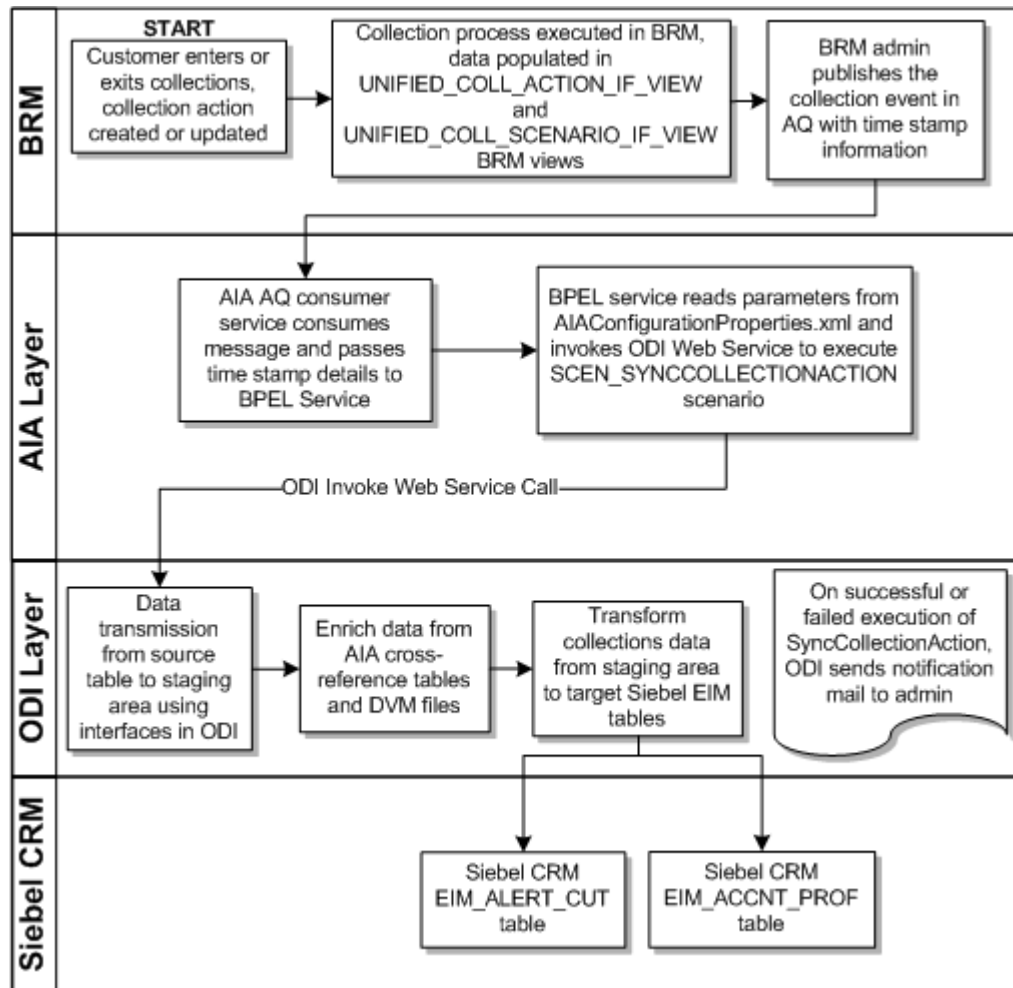 BRM
START
Customer enters or
exits collections,
collection action
created or updated
Collection process executed in BRM,
data populated in
UNIFIED_COLL_ACTION_IF_VIEW
and
UNIFIED_COLL_SCENARIO_IF_VIEW
BRM views
BRM admin
publishes the
collection event in
AQ with time stamp
information
AIA Layer
AIA AQ consumer
service consumes
message and passes
time stamp details to
BPEL Service
BPEL service reads parameters from
AIAConfigurationProperties.xml and
invokes ODI Web Service to execute
SCEN_SYNCCOLLECTIONACTION
scenario
ODI Invoke Web Service Call
ODI Layer
Data
transmission
from source
table to staging
area using
interfaces in ODI
Enrich data from
AIA cross-
reference tables
and DVM files
Transform
collections data
from staging area
to target Siebel EIM
tables
On successful or
failed execution of
SyncCollectionAction,
ODI sends notification
mail to admin
Siebel CRM
Siebel CRM
EIM_ALERT_CUT
table
Siebel CRM
EIM_ACCNT_PROF
table